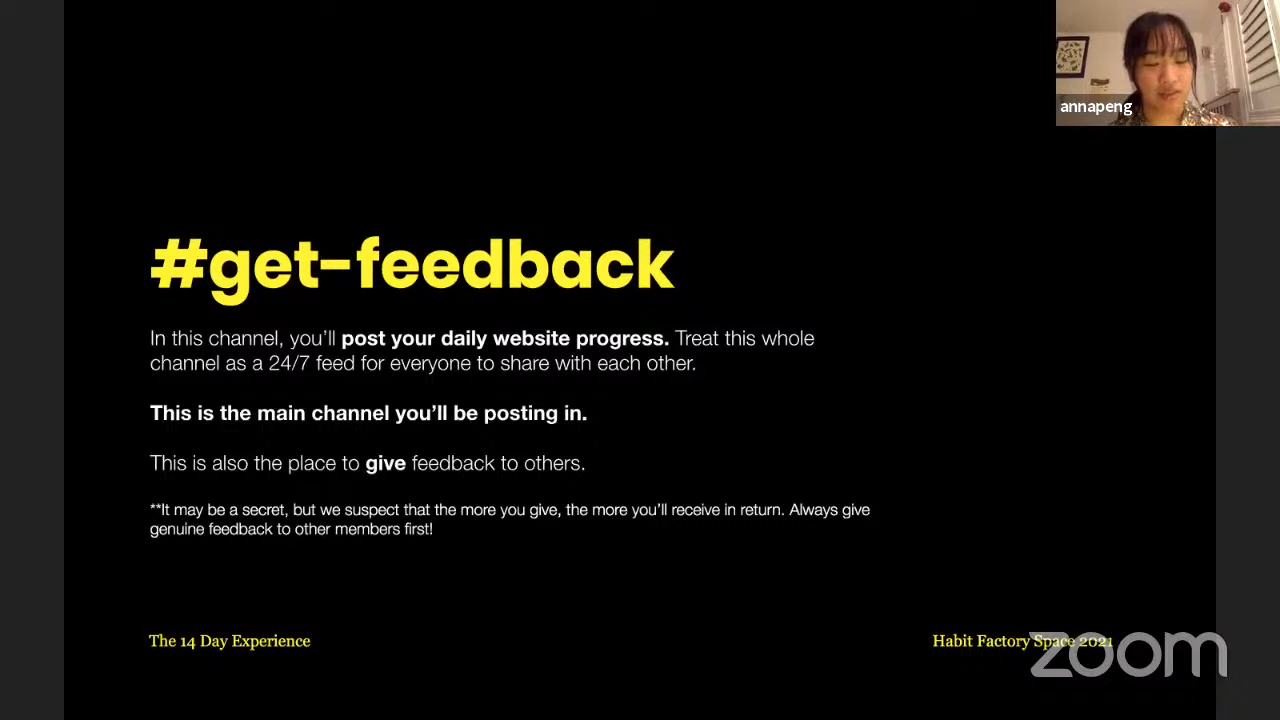 annapeng
#get-feedback
In this channel, you'll post your daily website progress. Treat this whole
channel as a 24/7 feed for everyone to share with each other.
This is the main channel you'll be posting in.
This is also the place to give feedback to others.
**It may be a secret, but we suspect that the more you give, the more you'll receive in return. Always give
genuine feedback to other members first!
The 14 Day Experience
Habit Factory Space 2021
zoom